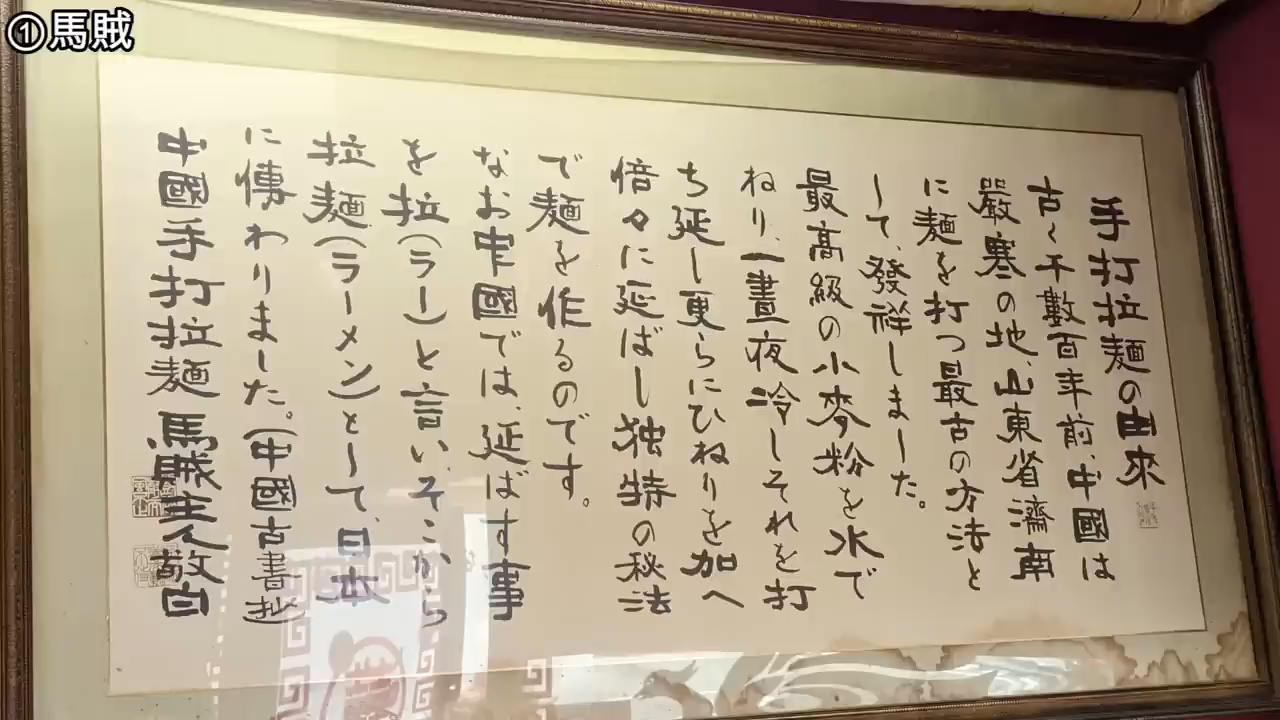 ①馬賊
手打拉麺の由來
古く千數百年前、中國は
嚴寒の地、山東省濟南
に麺を打つ最古の方法と
して、發祥しました。
最高級の小麥粉を水で
ねり、一晝夜冷しそれを打
ち延し更らにひねりを加へ
倍々に延ばし独特の秘法
で麺を作るのです。
なお中國では、延ばす事
を拉(ラー)と言い、そこから
拉麺(ラーメン)として、日本
に傳わりました。(中國古書抄)
中國手打拉麺 馬賊主人敬白